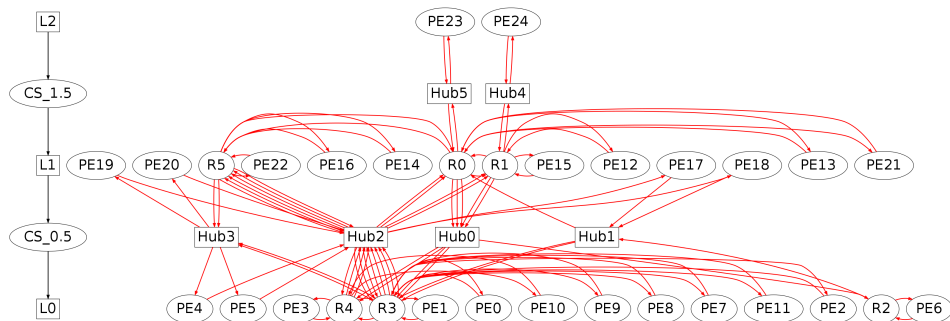 L2 PE23 PE24
CS_1.5 Hub5 Hub4
L1 PE19 PE20 R5 PE22 PE16 PE14 R0 R1 PE15 PE12 PE17 PE18 PE13 PE21
CS_0.5 Hub3 Hub2 Hub0 Hub1
L0 PE4 PE5 PE3 R4 R3 PE1 PE0 PE10 PE9 PE8 PE7 PE11 PE2 R2 PE6